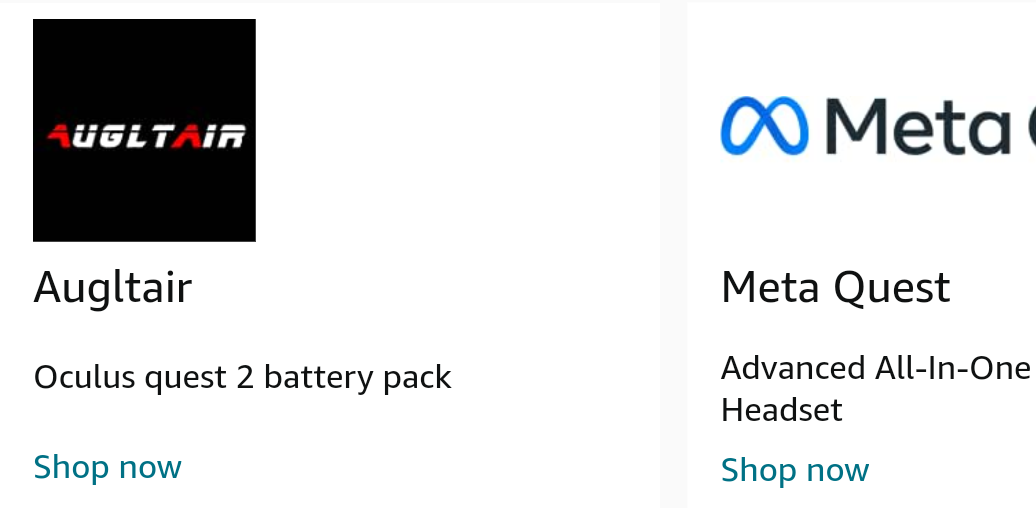 AUGLTAIR
Augltair
Oculus quest 2 battery pack
Shop now
Meta
Meta Quest
Advanced All-In-One
Headset
Shop now